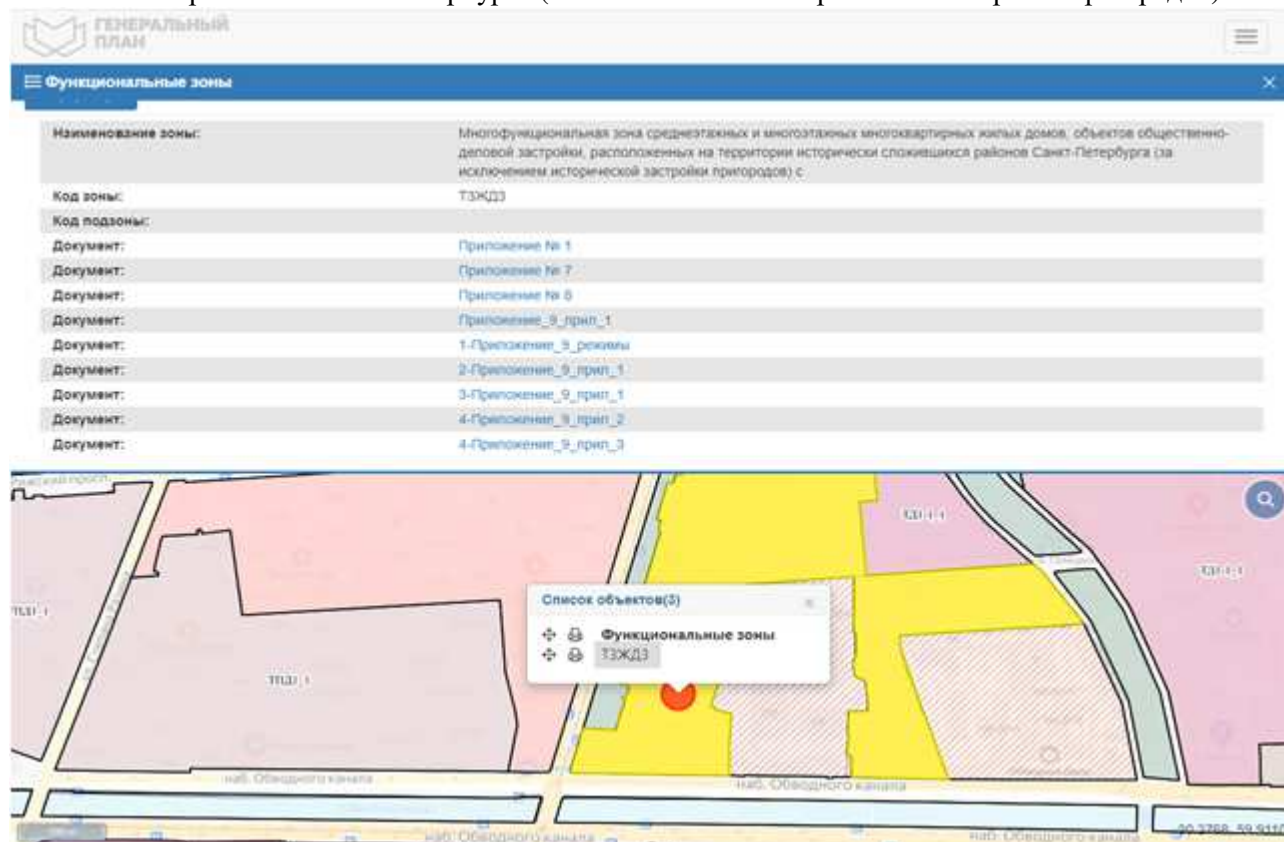 ГЕНЕРАЛЬНЫЙ
ПЛАН
Функциональные зоны
Наименование зоны: Многофункциональная зона среднеэтажных и многоэтажных многоквартирных жилых домов, объектов общественно-
деловой застройки, расположенных на территории исторически сложившихся районов Санкт-Петербурга (за
исключением исторической застройки пригородов) с
Код зоны: ТЗЖД3
Код подзоны:
Документ: Приложение № 1
Документ: Приложение № 7
Документ: Приложение № 8
Документ: Приложение_9_прил_1
Документ: 1-Приложение_9_режимы
Документ: 2-Приложение_9_прил_1
Документ: 3-Приложение_9_прил_1
Документ: 4-Приложение_9_прил_2
Документ: 4-Приложение_9_прил_3
Список объектов(3)
Функциональные зоны
ТЗЖД3
наб. Обводного канала
наб. Обводного канала
наб. Обводного канала
наб. Обводного канала